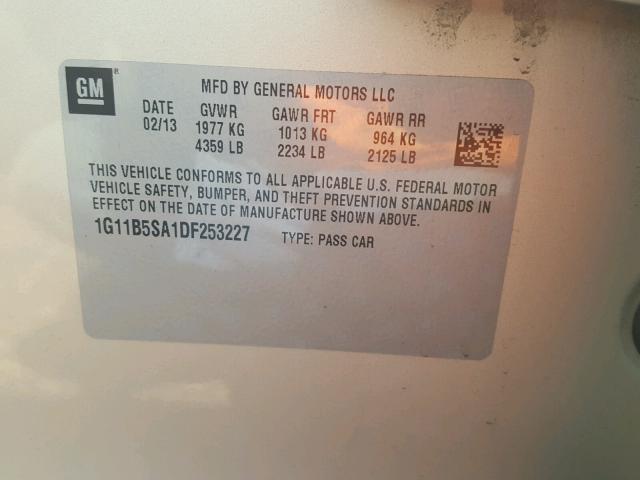 GM ®
MFD BY GENERAL MOTORS LLC
DATE GVWR GAWR FRT GAWR RR
02/13 1977 KG 1013 KG 964 KG
4359 LB 2234 LB 2125 LB
THIS VEHICLE CONFORMS TO ALL APPLICABLE U.S. FEDERAL MOTOR
VEHICLE SAFETY, BUMPER, AND THEFT PREVENTION STANDARDS IN
EFFECT ON THE DATE OF MANUFACTURE SHOWN ABOVE.
1G11B5SA1DF253227 TYPE: PASS CAR